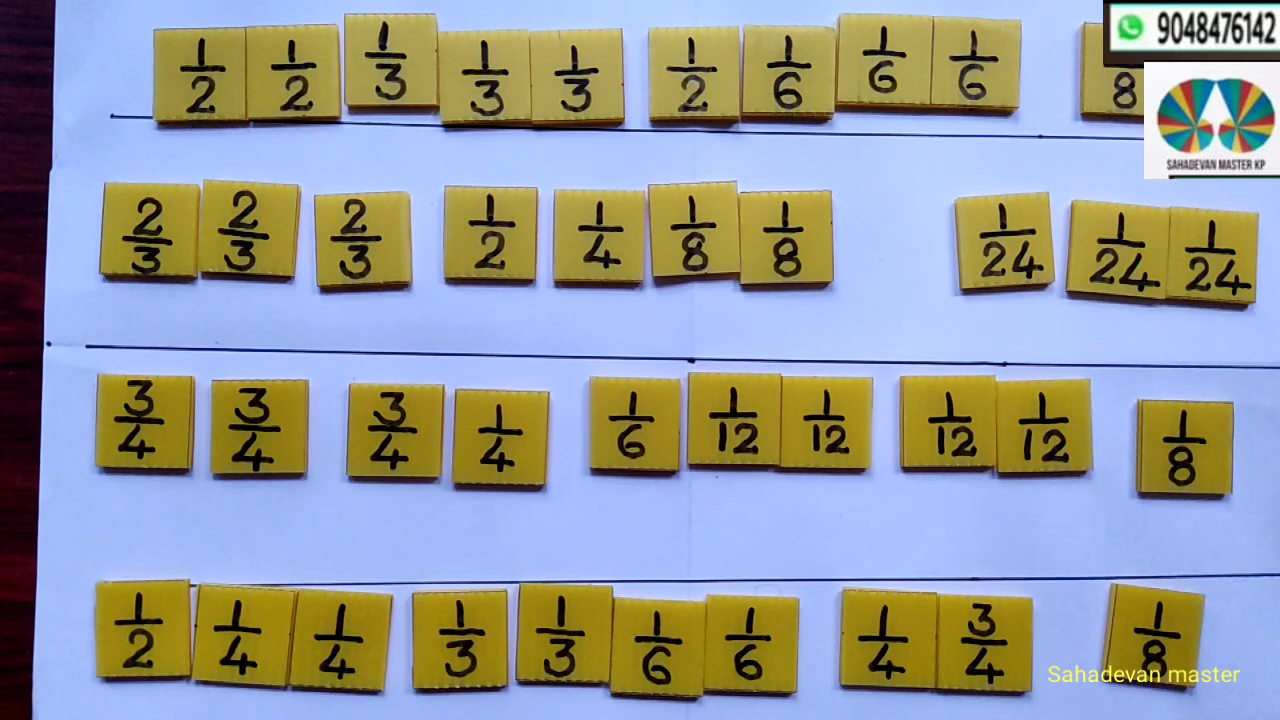 9048476142
SAHADEVAN MASTER KP
1/2 1/2 1/3 1/3 1/3 1/2 1/6 1/6 1/6 8
2/3 2/3 2/3 1/2 1/4 1/8 1/8 1/24 1/24 1/24
3/4 3/4 3/4 1/4 1/6 1/12 1/12 1/12 1/12 1/8
1/2 1/4 1/4 1/3 1/3 1/6 1/6 1/4 3/4 1/8
Sahadevan master